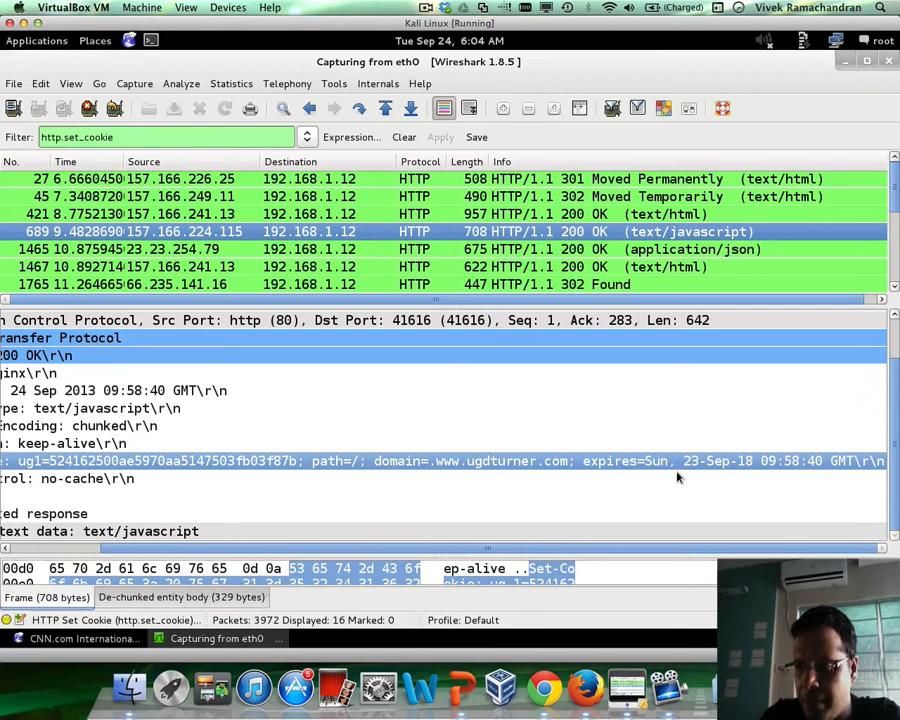 VirtualBox VM Machine View Devices Help (Charged) Vivek Ramachandran
Kali Linux [Running]
Applications Places Tue Sep 24, 6:04 AM root
Capturing from eth0 [Wireshark 1.8.5 ]
File Edit View Go Capture Analyze Statistics Telephony Tools Internals Help
Filter: http.set_cookie Expression... Clear Apply Save
No. Time Source Destination Protocol Length Info
27 6.6660450 157.166.226.25 192.168.1.12 HTTP 508 HTTP/1.1 301 Moved Permanently (text/html)
45 7.3408720 157.166.249.11 192.168.1.12 HTTP 490 HTTP/1.1 302 Moved Temporarily (text/html)
421 8.7752130 157.166.241.13 192.168.1.12 HTTP 957 HTTP/1.1 200 OK (text/html)
689 9.4828690 157.166.224.115 192.168.1.12 HTTP 708 HTTP/1.1 200 OK (text/javascript)
1465 10.875945 23.23.254.79 192.168.1.12 HTTP 675 HTTP/1.1 200 OK (application/json)
1467 10.892714 157.166.241.13 192.168.1.12 HTTP 622 HTTP/1.1 200 OK (text/html)
1765 11.264665 66.235.141.16 192.168.1.12 HTTP 447 HTTP/1.1 302 Found
n Control Protocol, Src Port: http (80), Dst Port: 41616 (41616), Seq: 1, Ack: 283, Len: 642
ransfer Protocol
200 OK\r\n
ginx\r\n
24 Sep 2013 09:58:40 GMT\r\n
ype: text/javascript\r\n
Encoding: chunked\r\n
: keep-alive\r\n
e: ug1=524162500ae5970aa5147503fb03f87b; path=/; domain=.www.ugdturner.com; expires=Sun, 23-Sep-18 09:58:40 GMT\r\n
rol: no-cache\r\n
ed response
text data: text/javascript
00d0 65 70 2d 61 6c 69 76 65 0d 0a 53 65 74 2d 43 6f ep-alive ..Set-Co
Frame (708 bytes) De-chunked entity body (329 bytes)
HTTP Set Cookie (http.set_cookie)... Packets: 3972 Displayed: 16 Marked: 0 Profile: Default
CNN.com Internationa... Capturing from eth0 ...